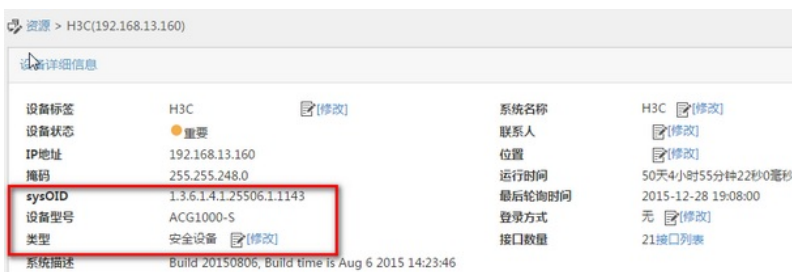 资源 > H3C(192.168.13.160)
设备详细信息
设备标签 H3C [修改] 系统名称 H3C [修改]
设备状态 重要 联系人 [修改]
IP地址 192.168.13.160 位置 [修改]
掩码 255.255.248.0 运行时间 50天4小时55分钟22秒0毫秒
sysOID 1.3.6.1.4.1.25506.1.1143 最后轮询时间 2015-12-28 19:08:00
设备型号 ACG1000-S 登录方式 无 [修改]
类型 安全设备 [修改] 接口数量 21接口列表
系统描述 Build 20150806, Build time is Aug 6 2015 14:23:46